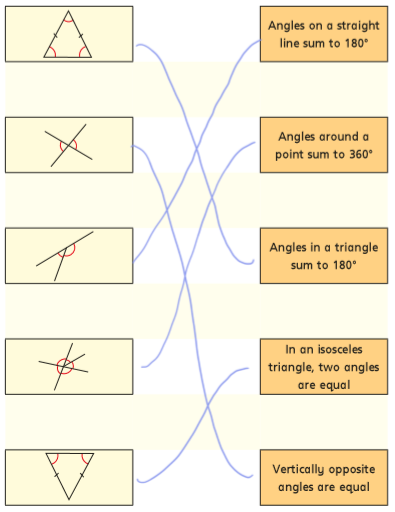 Angles on a straight
line sum to 180°
Angles around a
point sum to 360°
Angles in a triangle
sum to 180°
In an isosceles
triangle, two angles
are equal
Vertically opposite
angles are equal